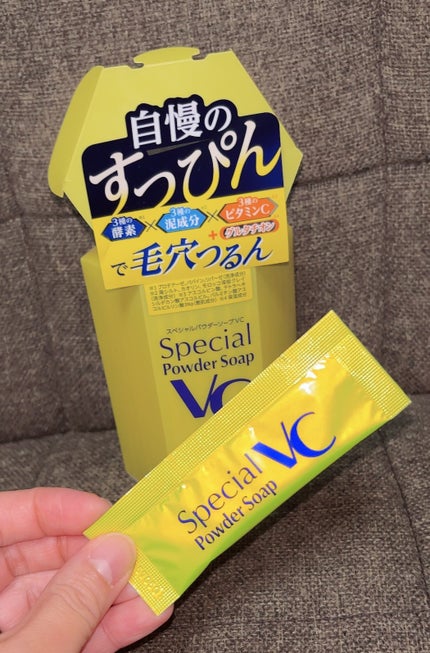 自慢の
すっぴん
3種の
酵素
×
3種の
泥成分
×
3種の
ビタミンC
+
グルタチオン
で毛穴つるん
スペシャルパウダーソープVC
Special
Powder Soap
VC
Special VC
Powder Soap